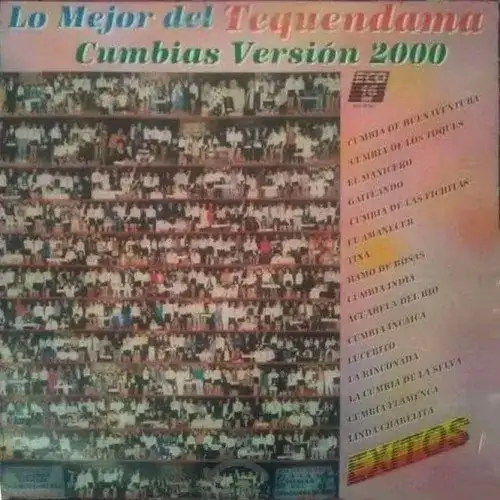 Lo Mejor del Tequendama
Cumbias Versión 2000
ECO
16
CUMBIA DE BUENAVENTURA
CUMBIA DE LOS TOQUES
EL MANICERO
GAITEANDO
CUMBIA DE LAS FICHITAS
EL AMANECER
TINA
RAMO DE ROSAS
CUMBIA INDIA
ACUARELA DEL RIO
CUMBIA INCAICA
LUCERITO
LA RINCONADA
LA CUMBIA DE LA SELVA
CUMBIA FLAMENCA
LINDA CHABELITA
EXITOS